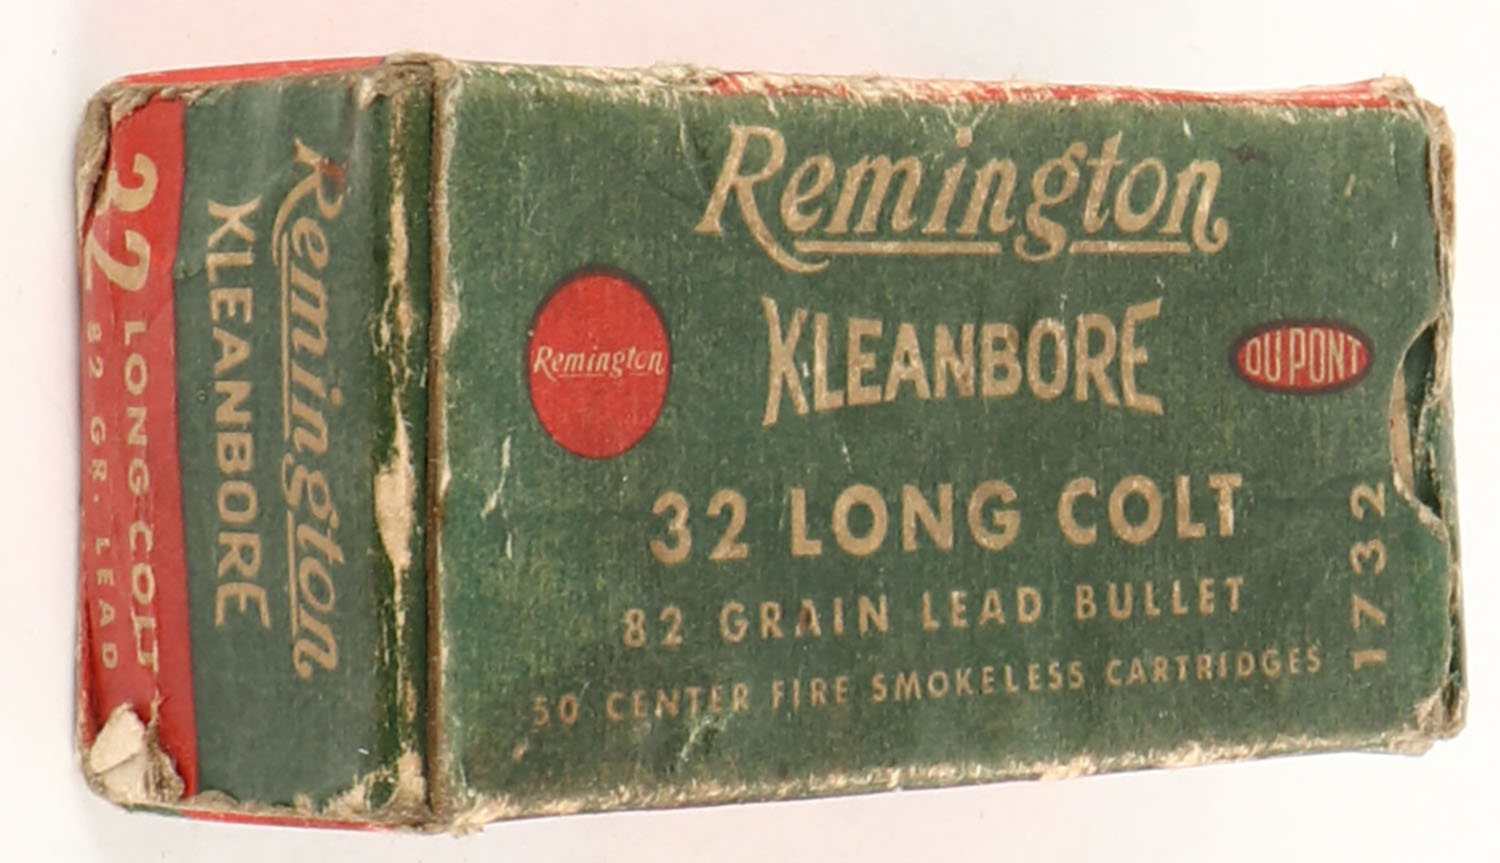 Remington
KLEANBORE
Remington
DU PONT
32 LONG COLT
82 GRAIN LEAD BULLET
50 CENTER FIRE SMOKELESS CARTRIDGES
1732
Remington
KLEANBORE
32 LONG COLT
82 GR. LEAD